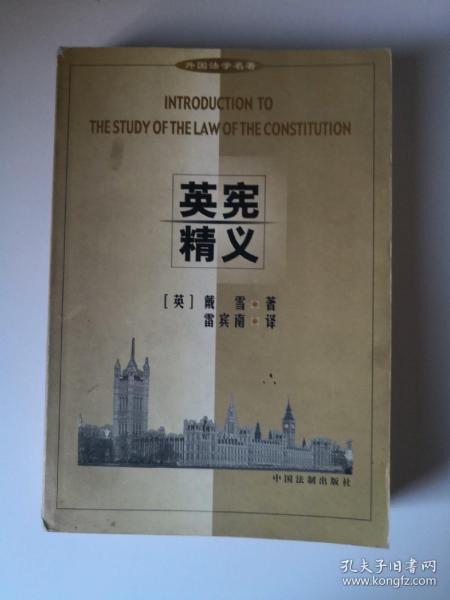 外国法学名著
INTRODUCTION TO
THE STUDY OF THE LAW OF THE CONSTITUTION
英宪
精义
[英] 戴 雪·著
雷宾南·译
中国法制出版社
孔夫子旧书网
www.kongfz.com